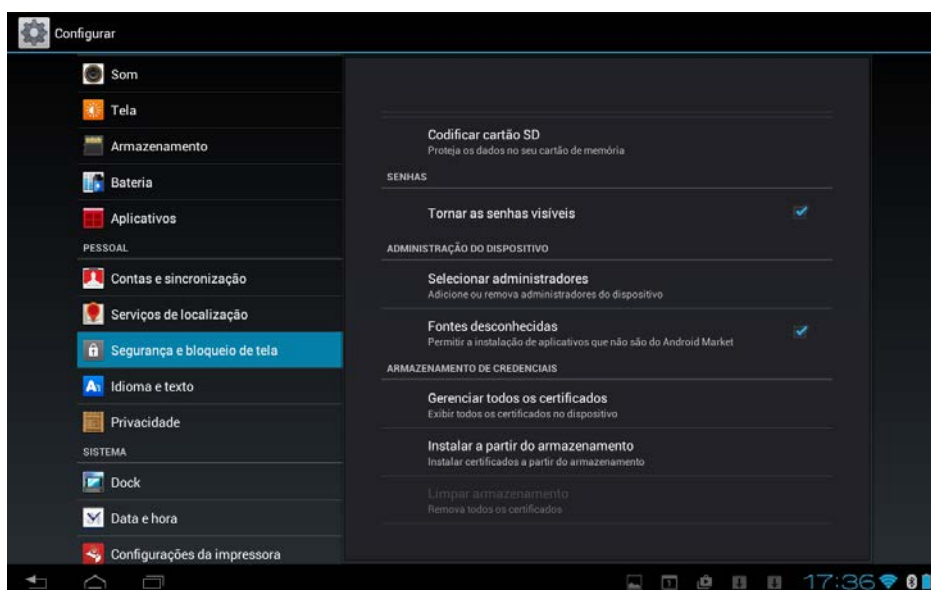 Configurar
Som
Tela
Armazenamento
Bateria
Aplicativos
PESSOAL
Contas e sincronização
Serviços de localização
Segurança e bloqueio de tela
Idioma e texto
Privacidade
SISTEMA
Dock
Data e hora
Configurações da impressora
Codificar cartão SD
Proteja os dados no seu cartão de memória
SENHAS
Tornar as senhas visíveis
ADMINISTRAÇÃO DO DISPOSITIVO
Selecionar administradores
Adicione ou remova administradores do dispositivo
Fontes desconhecidas
Permitir a instalação de aplicativos que não são do Android Market
ARMAZENAMENTO DE CREDENCIAIS
Gerenciar todos os certificados
Exibir todos os certificados no dispositivo
Instalar a partir do armazenamento
Instalar certificados a partir do armazenamento
Limpar armazenamento
Remova todos os certificados
17:36